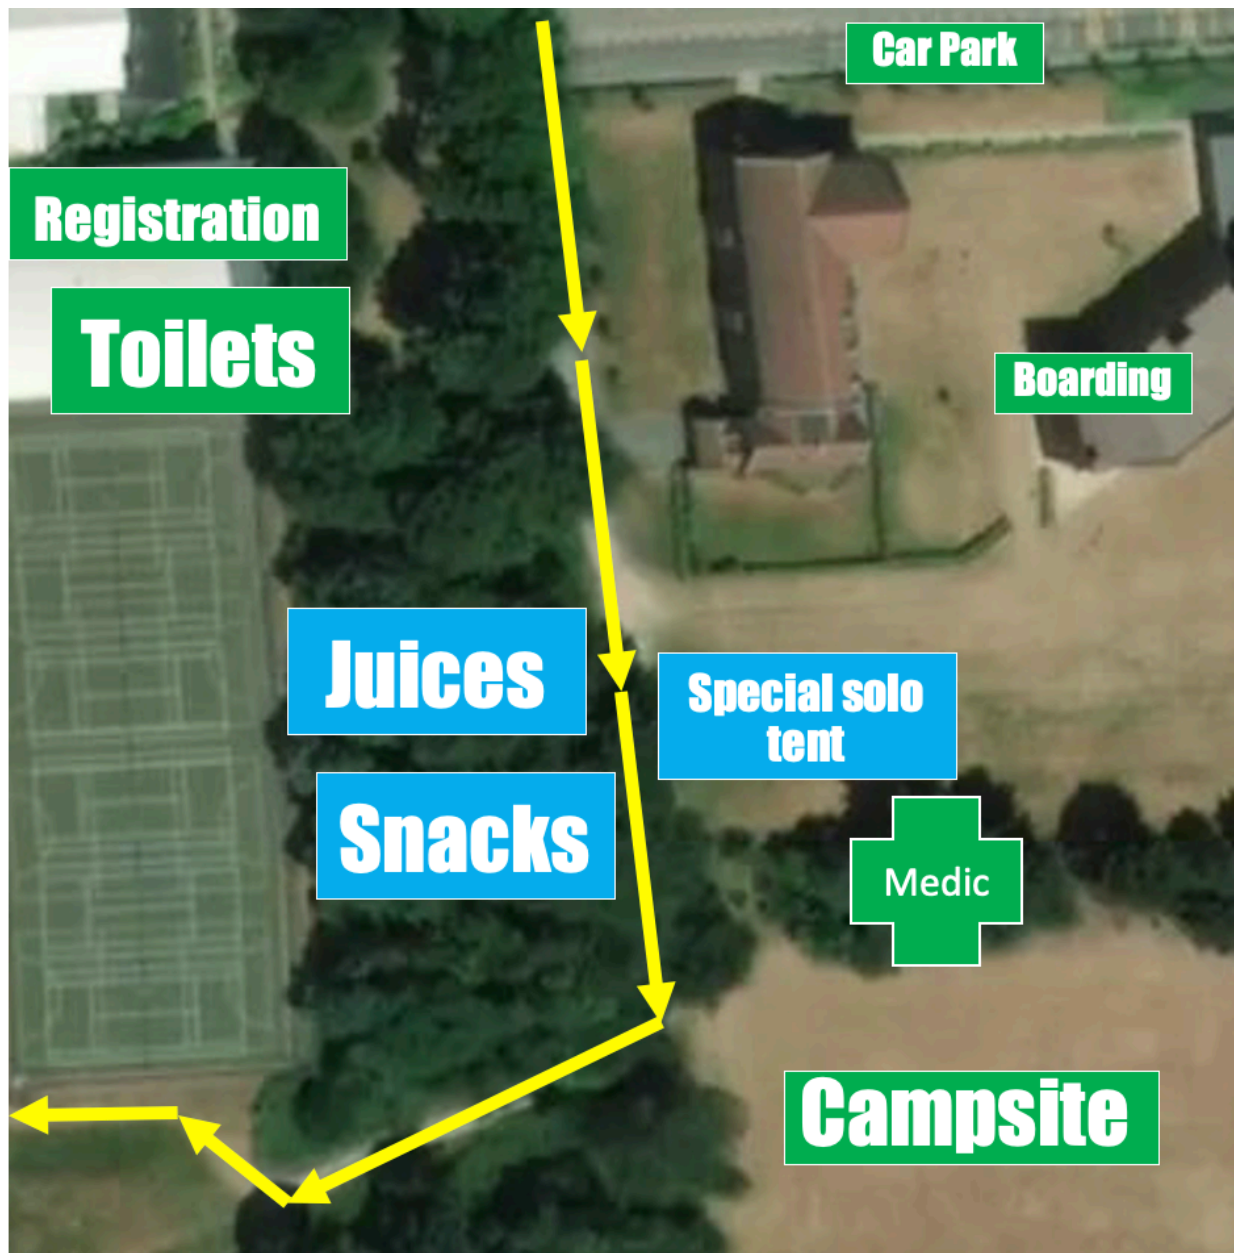 Car Park
Registration
Toilets
Boarding
Juices
Special solo
tent
Snacks
Medic
Campsite